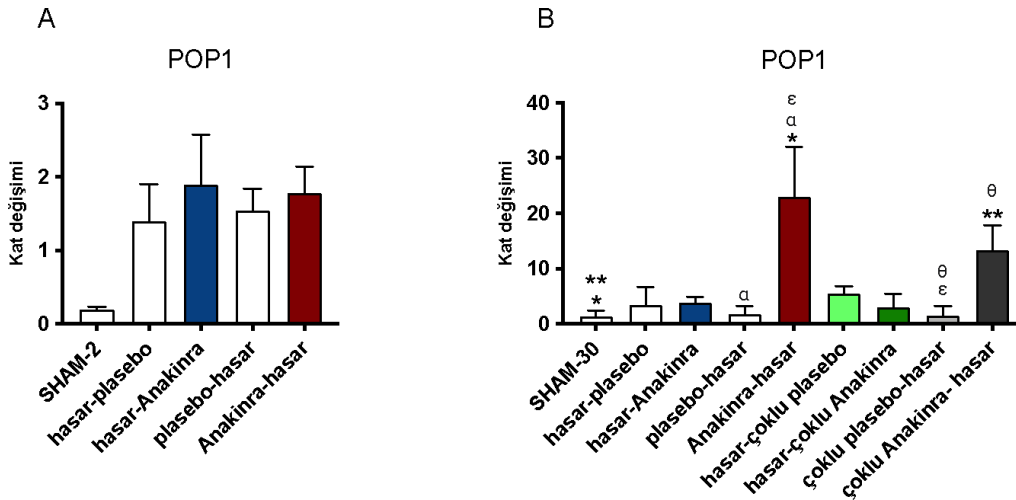 A
POP1
Kat değişimi
3
2
1
0
SHAM-2
hasar-plasebo
hasar-Anakinra
plasebo-hasar
Anakinra-hasar
B
POP1
Kat değişimi
40
30
20
10
0
**
*
α
ε
α
*
θ
ε
θ
**
SHAM-30
hasar-plasebo
hasar-Anakinra
plasebo-hasar
Anakinra-hasar
hasar-çoklu plasebo
hasar-çoklu Anakinra
çoklu plasebo-hasar
çoklu Anakinra- hasar